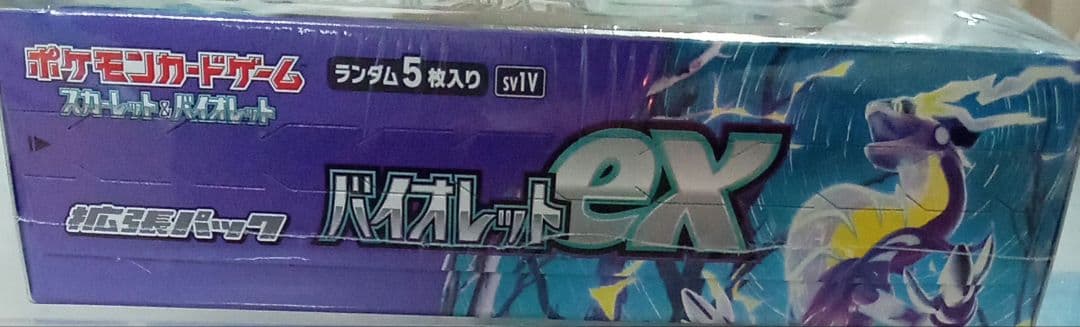 ポケモンカードゲーム
スカーレット&バイオレット
ランダム5枚入り
SV1V
拡張パック
バイオレットex